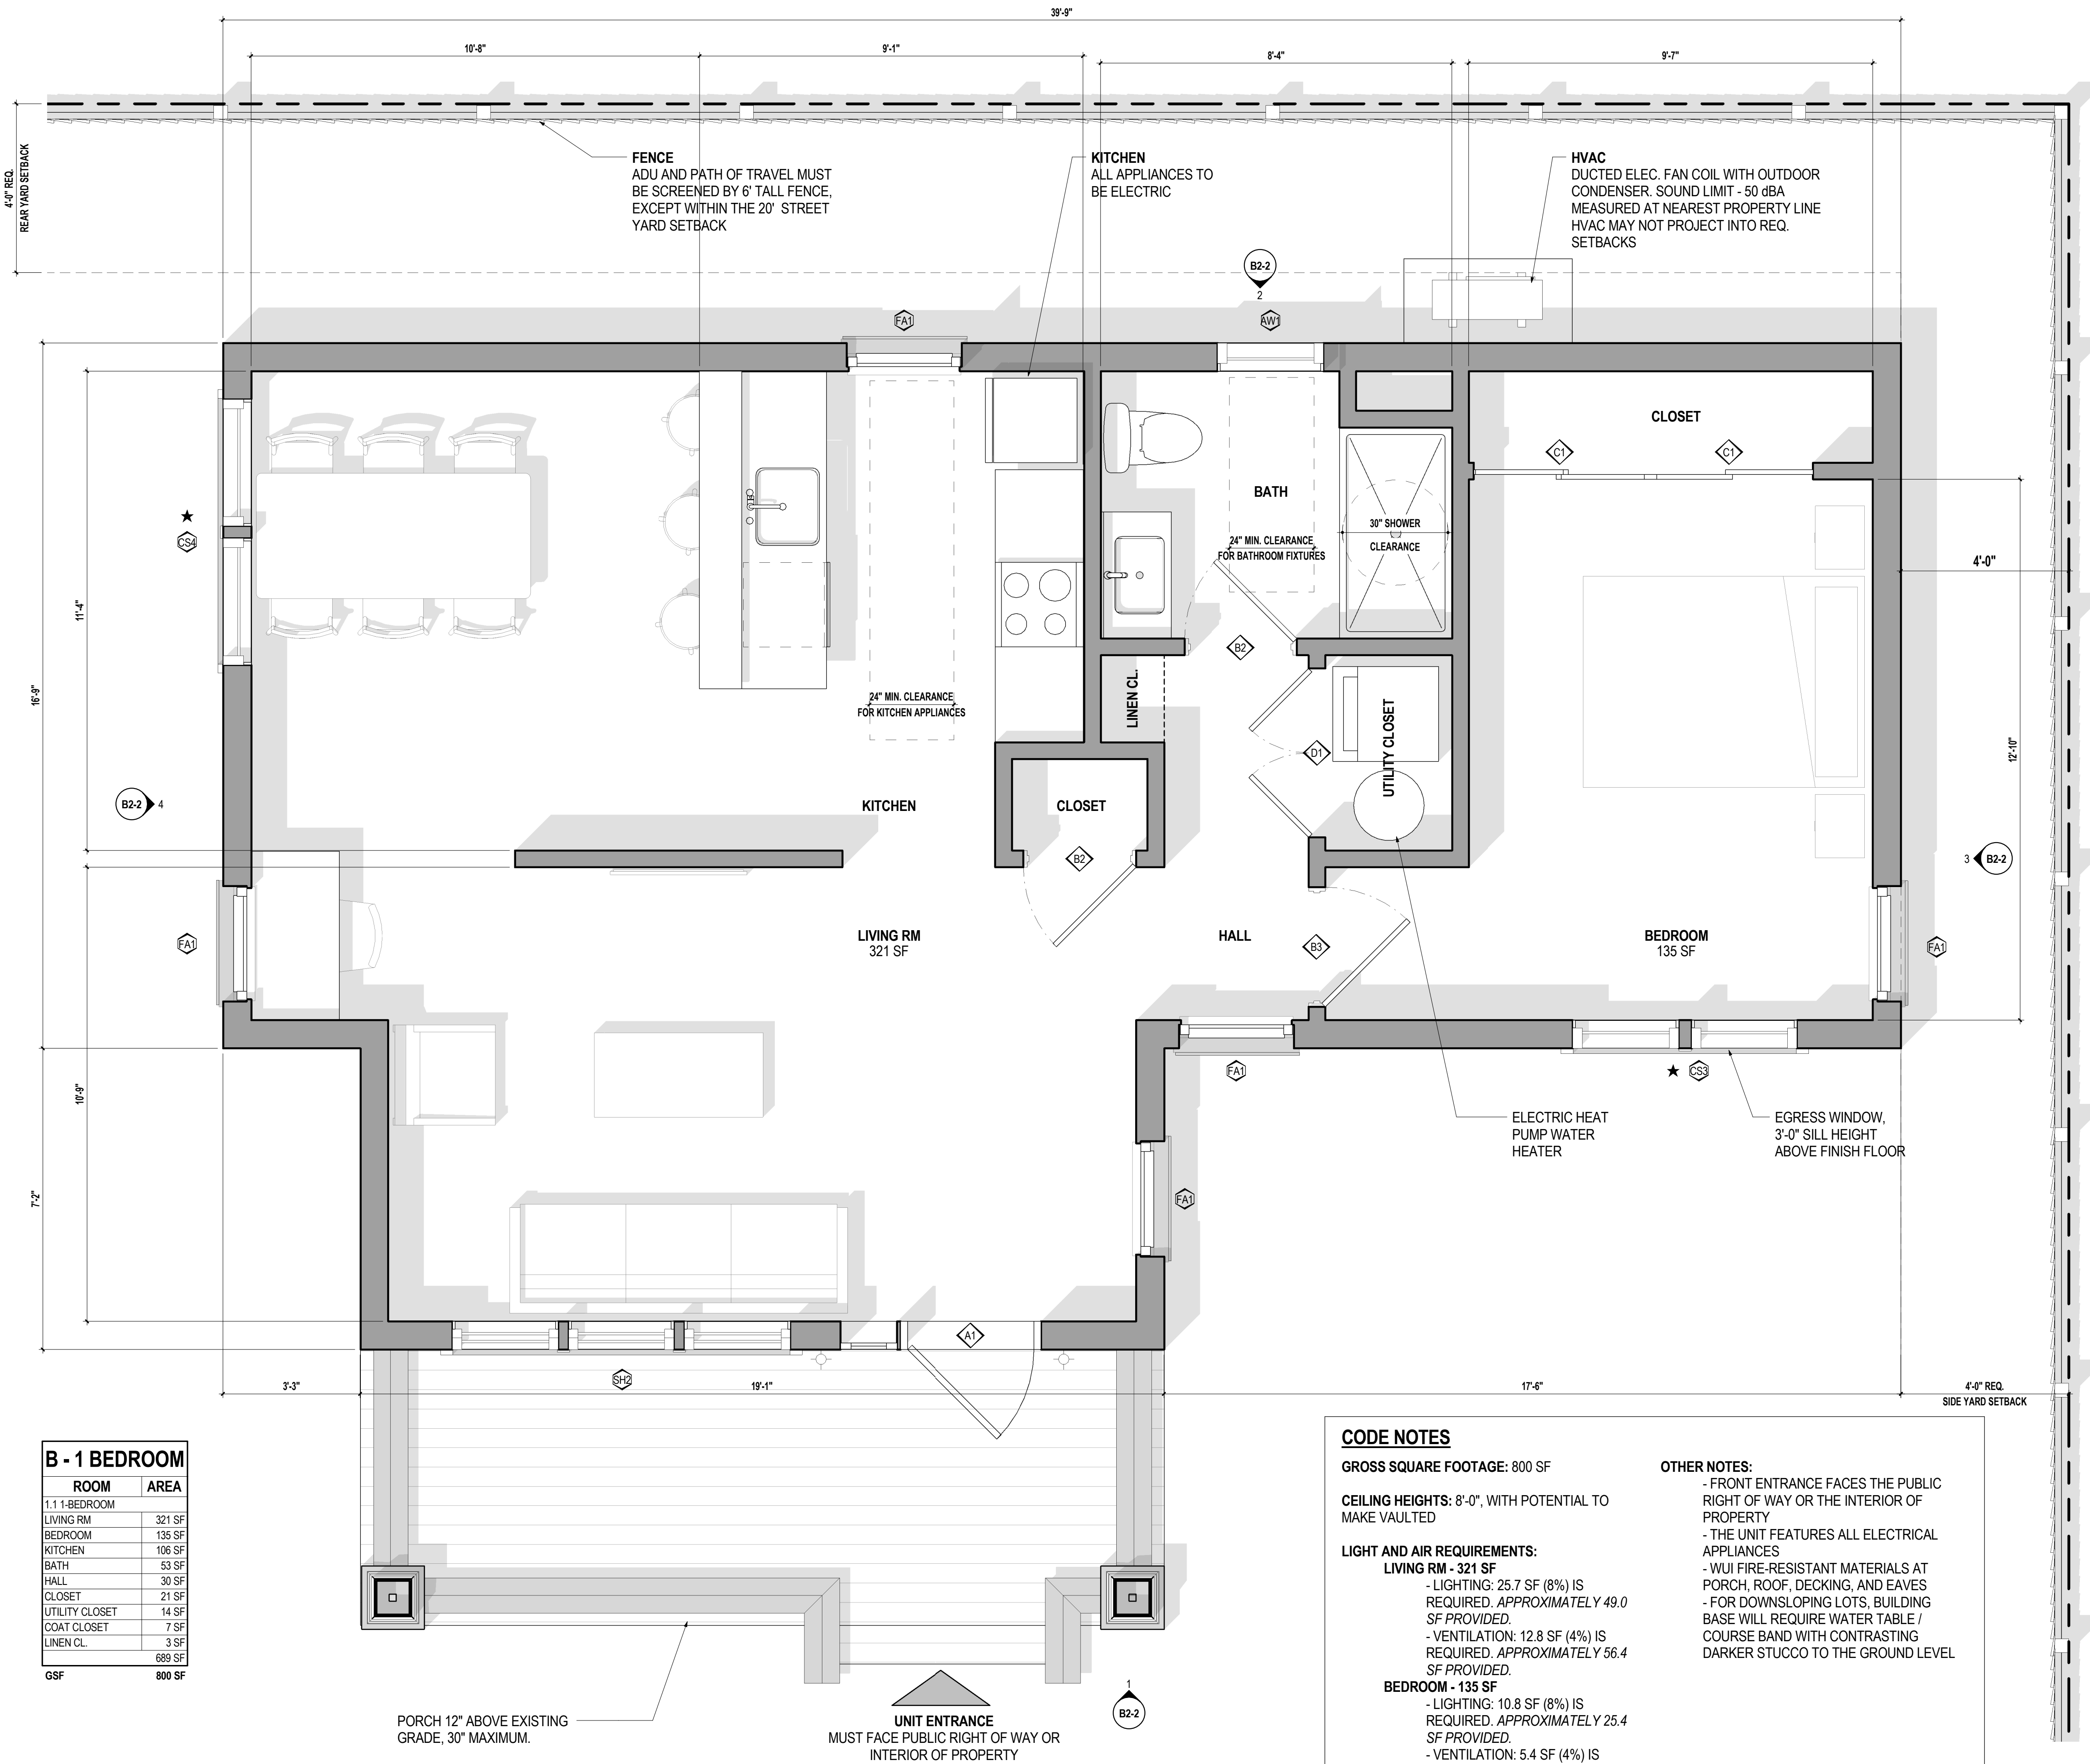 39'-9"
10'-8"
9'-1"
8'-4"
9'-7"
4'-0" REQ.
REAR YARD SETBACK
FENCE
ADU AND PATH OF TRAVEL MUST
BE SCREENED BY 6' TALL FENCE,
EXCEPT WITHIN THE 20' STREET
YARD SETBACK
KITCHEN
ALL APPLIANCES TO
BE ELECTRIC
HVAC
DUCTED ELEC. FAN COIL WITH OUTDOOR
CONDENSER. SOUND LIMIT - 50 dBA
MEASURED AT NEAREST PROPERTY LINE
HVAC MAY NOT PROJECT INTO REQ.
SETBACKS
B2-2
2
FA1
AW1
CLOSET
C1
C1
BATH
30" SHOWER
CLEARANCE
24" MIN. CLEARANCE
FOR BATHROOM FIXTURES
★
CS4
4'-0"
11'-4"
16'-9"
B2
LINEN CL.
24" MIN. CLEARANCE
FOR KITCHEN APPLIANCES
D1
UTILITY CLOSET
12'-10"
B2-2
4
KITCHEN
CLOSET
B2
3
B2-2
FA1
LIVING RM
321 SF
HALL
B3
BEDROOM
135 SF
FA1
FA1
★
CS3
10'-9"
7'-2"
ELECTRIC HEAT
PUMP WATER
HEATER
EGRESS WINDOW,
3'-0" SILL HEIGHT
ABOVE FINISH FLOOR
FA1
A1
SH2
3'-3"
19'-1"
17'-6"
4'-0" REQ.
SIDE YARD SETBACK
B - 1 BEDROOM
ROOM AREA
1.1 1-BEDROOM
LIVING RM 321 SF
BEDROOM 135 SF
KITCHEN 106 SF
BATH 53 SF
HALL 30 SF
CLOSET 21 SF
UTILITY CLOSET 14 SF
COAT CLOSET 7 SF
LINEN CL. 3 SF
689 SF
GSF 800 SF
PORCH 12" ABOVE EXISTING
GRADE, 30" MAXIMUM.
UNIT ENTRANCE
MUST FACE PUBLIC RIGHT OF WAY OR
INTERIOR OF PROPERTY
1
B2-2
CODE NOTES
GROSS SQUARE FOOTAGE: 800 SF
CEILING HEIGHTS: 8'-0", WITH POTENTIAL TO
MAKE VAULTED
LIGHT AND AIR REQUIREMENTS:
LIVING RM - 321 SF
- LIGHTING: 25.7 SF (8%) IS
REQUIRED. APPROXIMATELY 49.0
SF PROVIDED.
- VENTILATION: 12.8 SF (4%) IS
REQUIRED. APPROXIMATELY 56.4
SF PROVIDED.
BEDROOM - 135 SF
- LIGHTING: 10.8 SF (8%) IS
REQUIRED. APPROXIMATELY 25.4
SF PROVIDED.
- VENTILATION: 5.4 SF (4%) IS
OTHER NOTES:
- FRONT ENTRANCE FACES THE PUBLIC
RIGHT OF WAY OR THE INTERIOR OF
PROPERTY
- THE UNIT FEATURES ALL ELECTRICAL
APPLIANCES
- WUI FIRE-RESISTANT MATERIALS AT
PORCH, ROOF, DECKING, AND EAVES
- FOR DOWNSLOPING LOTS, BUILDING
BASE WILL REQUIRE WATER TABLE /
COURSE BAND WITH CONTRASTING
DARKER STUCCO TO THE GROUND LEVEL